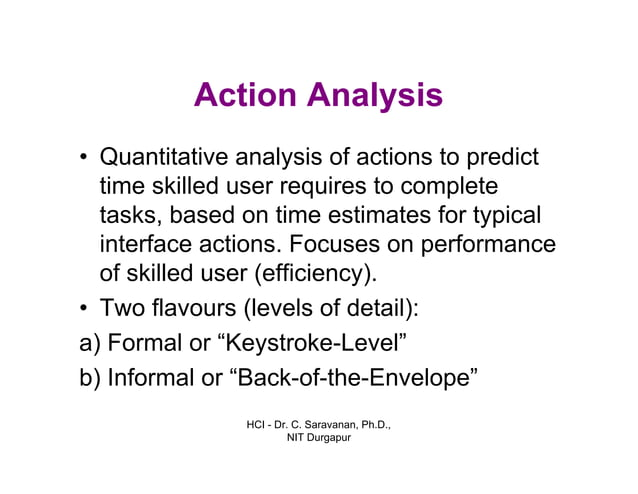 Action Analysis
• Quantitative analysis of actions to predict
time skilled user requires to complete
tasks, based on time estimates for typical
interface actions. Focuses on performance
of skilled user (efficiency).
• Two flavours (levels of detail):
a) Formal or “Keystroke-Level”
b) Informal or “Back-of-the-Envelope”
HCI - Dr. C. Saravanan, Ph.D.,
NIT Durgapur